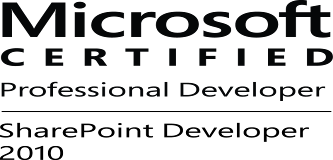 Microsoft
CERTIFIED
Professional Developer
SharePoint Developer
2010